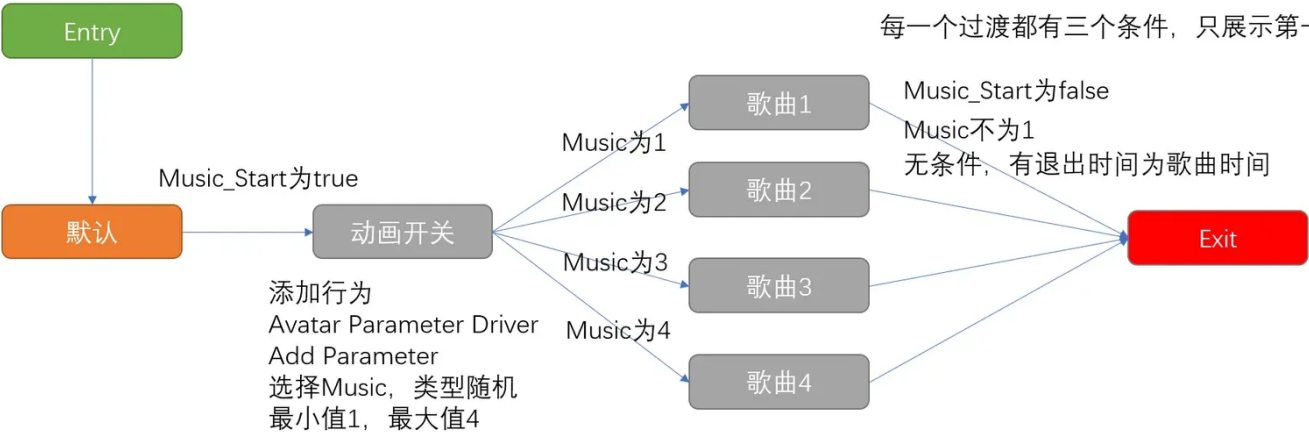 每一个过渡都有三个条件，只展示第一
Entry
歌曲1
Music_Start为false
Music不为1
无条件，有退出时间为歌曲时间
Music为1
Music_Start为true
歌曲2
Music为2
默认
动画开关
Exit
Music为3
歌曲3
添加行为
Avatar Parameter Driver
Add Parameter
选择Music，类型随机
最小值1，最大值4
Music为4
歌曲4